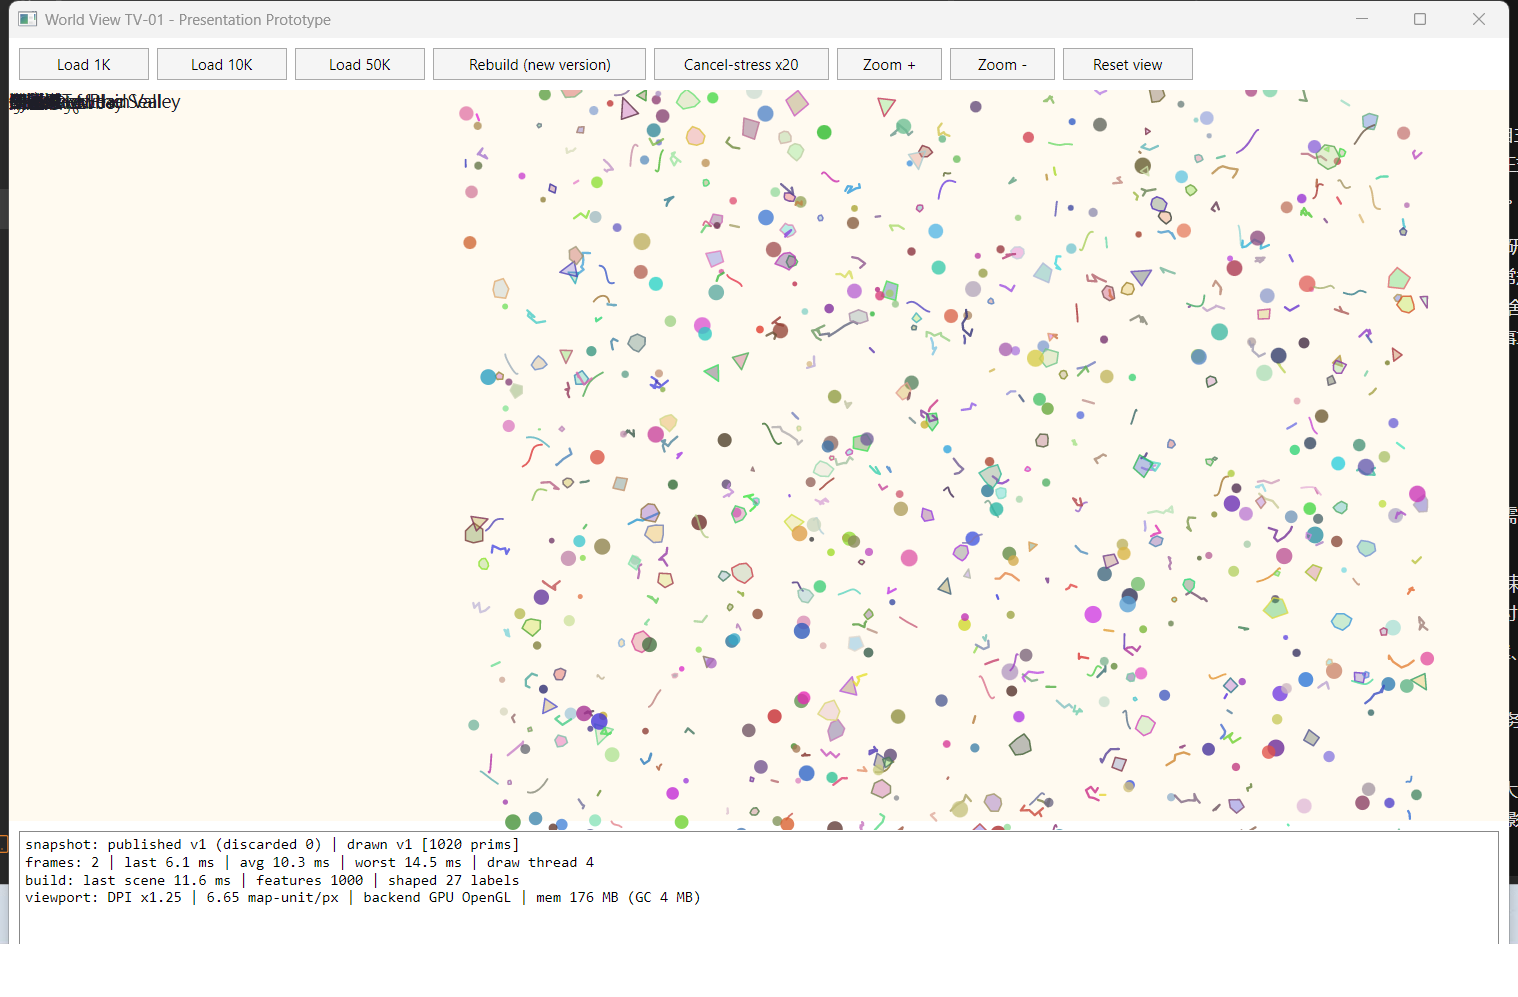 World View TV-01 - Presentation Prototype
Load 1K
Load 10K
Load 50K
Rebuild (new version)
Cancel-stress x20
Zoom +
Zoom -
Reset view
Valley
snapshot: published v1 (discarded 0) | drawn v1 [1020 prims]
frames: 2 | last 6.1 ms | avg 10.3 ms | worst 14.5 ms | draw thread 4
build: last scene 11.6 ms | features 1000 | shaped 27 labels
viewport: DPI x1.25 | 6.65 map-unit/px | backend GPU OpenGL | mem 176 MB (GC 4 MB)